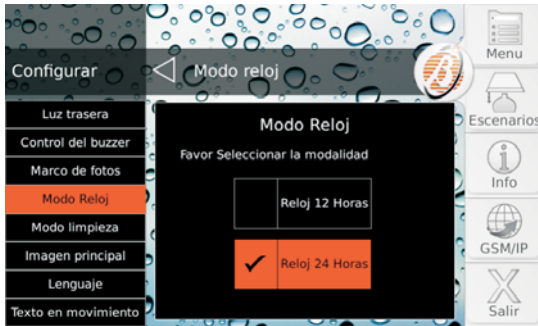 Configurar
Modo reloj
Luz trasera
Control del buzzer
Marco de fotos
Modo Reloj
Modo limpieza
Imagen principal
Lenguaje
Texto en movimiento
Modo Reloj
Favor Seleccionar la modalidad
Reloj 12 Horas
Reloj 24 Horas
Menu
Escenarios
Info
GSM/IP
Salir